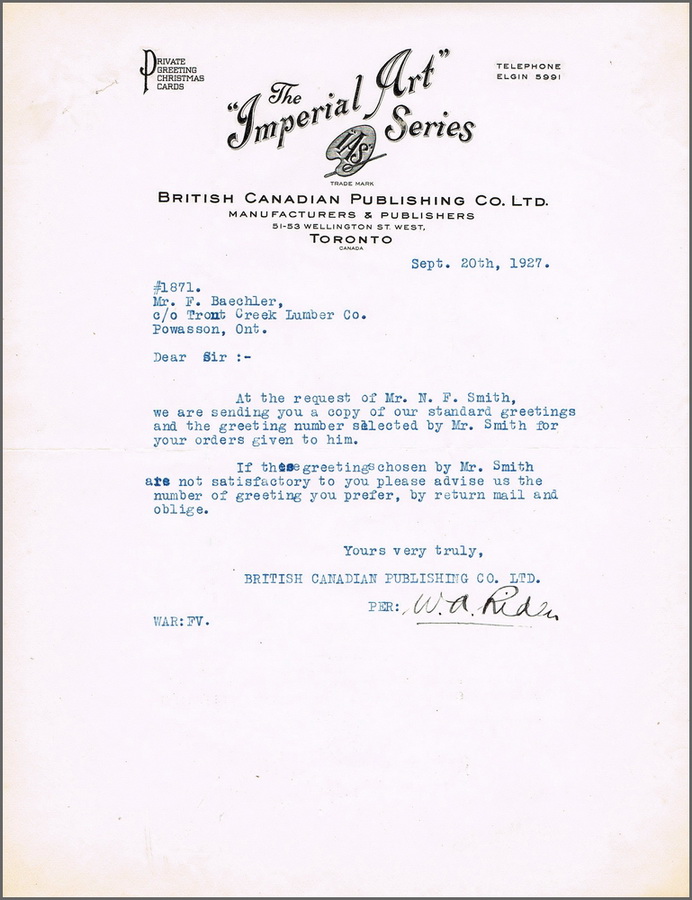 PRIVATE
GREETING
CHRISTMAS
CARDS
TELEPHONE
ELGIN 5991
The
"Imperial Art"
Series
IAS
TRADE MARK
BRITISH CANADIAN PUBLISHING CO. LTD.
MANUFACTURERS & PUBLISHERS
51-53 WELLINGTON ST. WEST,
TORONTO
CANADA
Sept. 20th, 1927.
#1871.
Mr. F. Baechler,
c/o Tront Creek Lumber Co.
Powasson, Ont.
Dear Sir :-
At the request of Mr. N. F. Smith,
we are sending you a copy of our standard greetings
and the greeting number selected by Mr. Smith for
your orders given to him.
If these greetings chosen by Mr. Smith
are not satisfactory to you please advise us the
number of greeting you prefer, by return mail and
oblige.
Yours very truly,
BRITISH CANADIAN PUBLISHING CO. LTD.
PER: W. A.
WAR:FV.